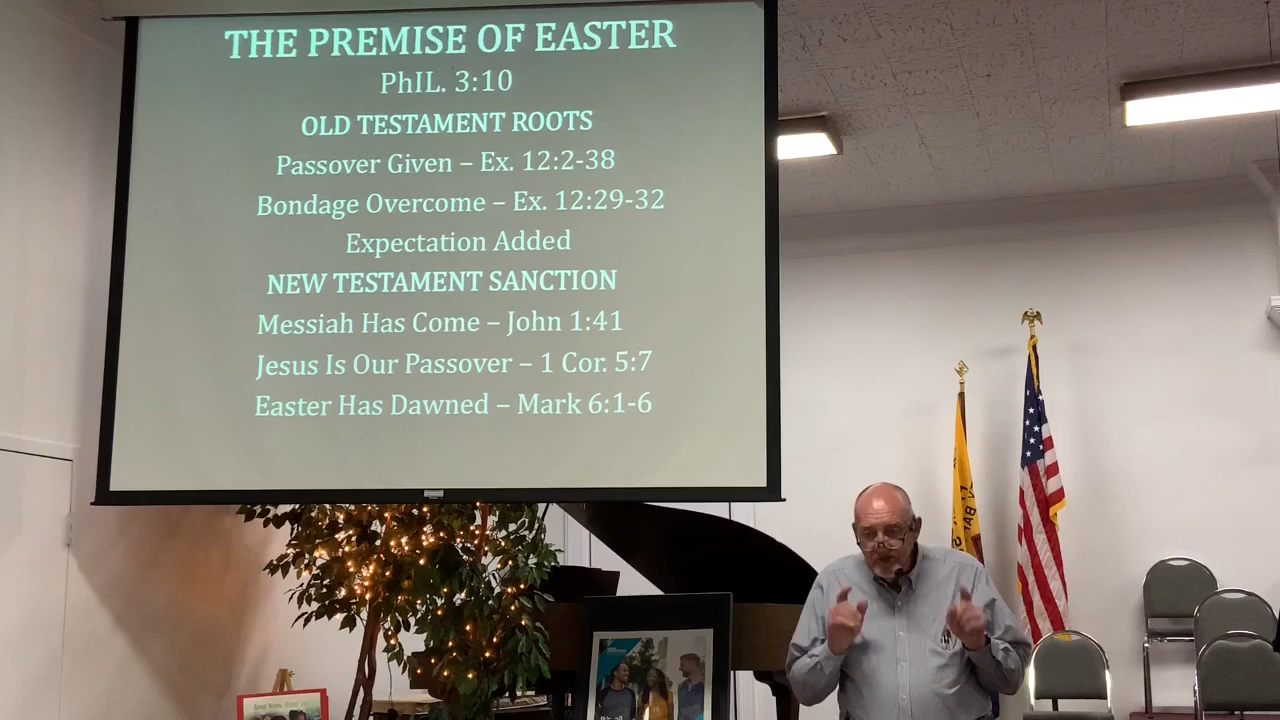 THE PREMISE OF EASTER
PhIL. 3:10
OLD TESTAMENT ROOTS
Passover Given – Ex. 12:2-38
Bondage Overcome – Ex. 12:29-32
Expectation Added
NEW TESTAMENT SANCTION
Messiah Has Come – John 1:41
Jesus Is Our Passover – 1 Cor. 5:7
Easter Has Dawned – Mark 6:1-6
It's all